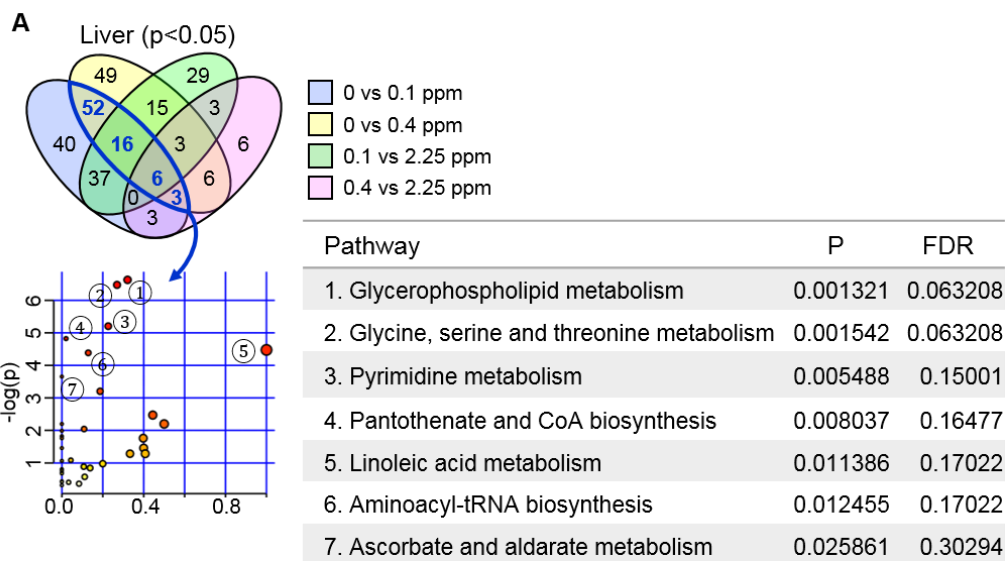 A
Liver (p<0.05)
49 29
52 15 3
40 16 3 6
37 6 6
0 3
3
0 vs 0.1 ppm
0 vs 0.4 ppm
0.1 vs 2.25 ppm
0.4 vs 2.25 ppm
Pathway P FDR
1. Glycerophospholipid metabolism 0.001321 0.063208
2. Glycine, serine and threonine metabolism 0.001542 0.063208
3. Pyrimidine metabolism 0.005488 0.15001
4. Pantothenate and CoA biosynthesis 0.008037 0.16477
5. Linoleic acid metabolism 0.011386 0.17022
6. Aminoacyl-tRNA biosynthesis 0.012455 0.17022
7. Ascorbate and aldarate metabolism 0.025861 0.30294
-log(p)
6
5
4
3
2
1
② ①
④ ③
⑤
⑥
⑦
0.0 0.4 0.8